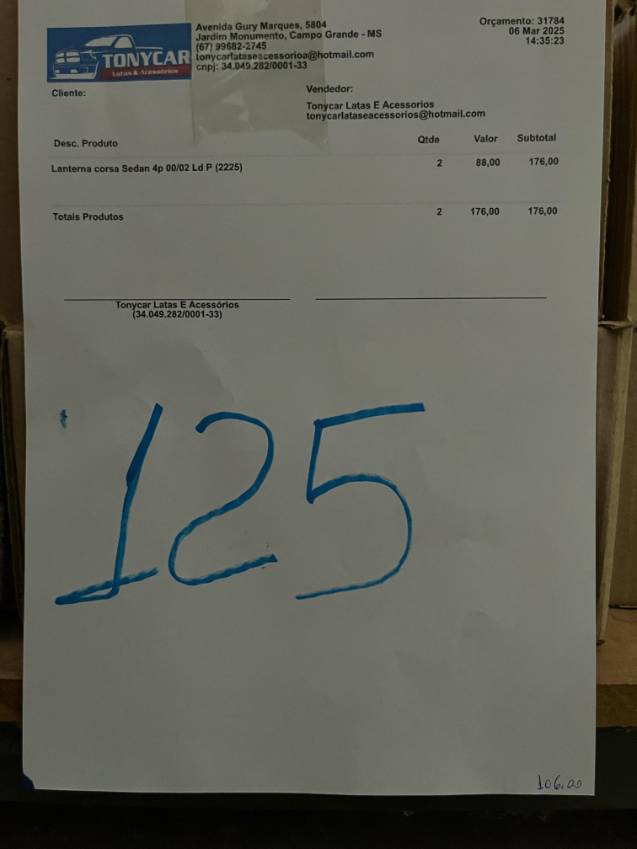 TONYCAR
Latas & Acessórios
Avenida Gury Marques, 5804
Jardim Monumento, Campo Grande - MS
(67) 99682-2745
tonycarlataseacessorioa@hotmail.com
cnpj: 34.049.282/0001-33
Orçamento: 31784
06 Mar 2025
14:35:23
Cliente:
Vendedor:
Tonycar Latas E Acessorios
tonycarlataseacessorios@hotmail.com
Desc. Produto Qtde Valor Subtotal
Lanterna corsa Sedan 4p 00/02 Ld P (2225) 2 88,00 176,00
Totais Produtos 2 176,00 176,00
Tonycar Latas E Acessórios
(34.049.282/0001-33)
125
106,00